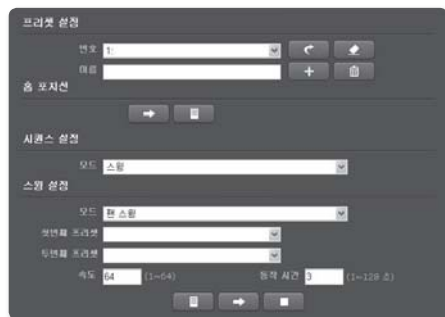 프리셋 설정
번호 1:
이름
홈 포지션
시퀀스 설정
모드 스윙
스윙 설정
모드 팬 스윙
첫번째 프리셋
두번째 프리셋
속도 64 (1~64) 동작 시간 3 (1~128 초)